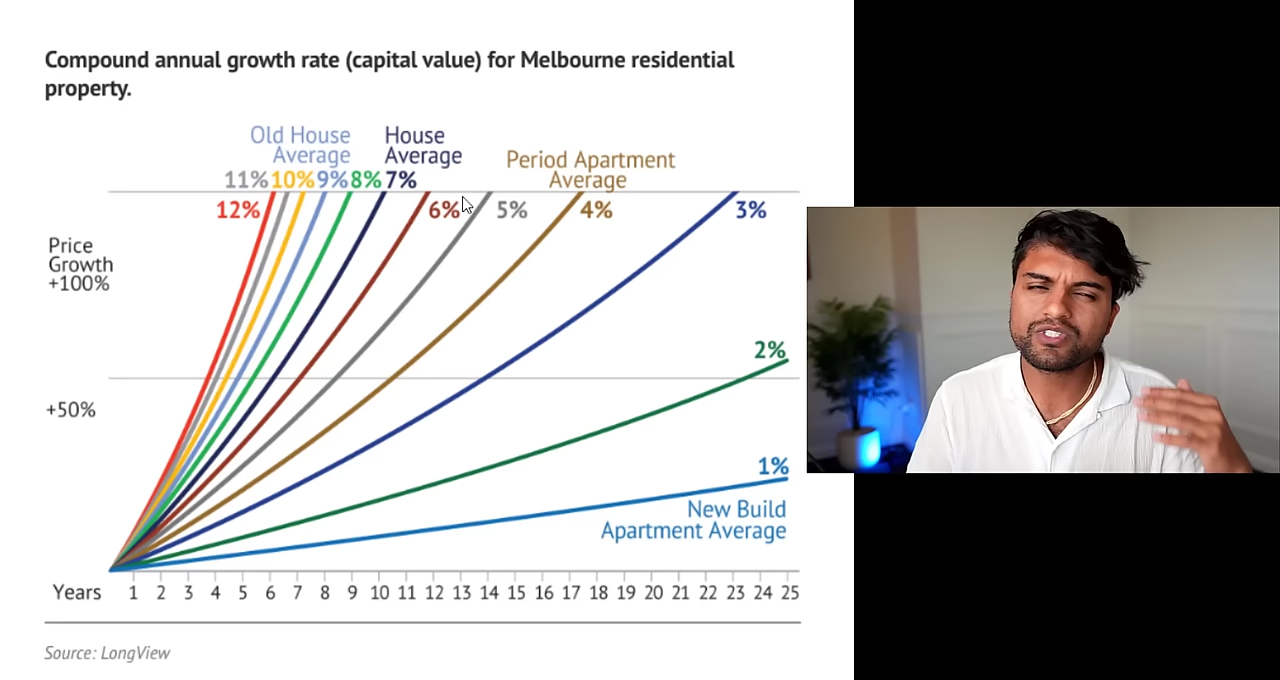 Compound annual growth rate (capital value) for Melbourne residential
property.
Old House
Average
House
Average
Period Apartment
Average
11% 10% 9% 8% 7%
12%
6%
5%
4%
3%
Price
Growth
+100%
2%
+50%
1%
New Build
Apartment Average
Years 1 2 3 4 5 6 7 8 9 10 11 12 13 14 15 16 17 18 19 20 21 22 23 24 25
Source: LongView